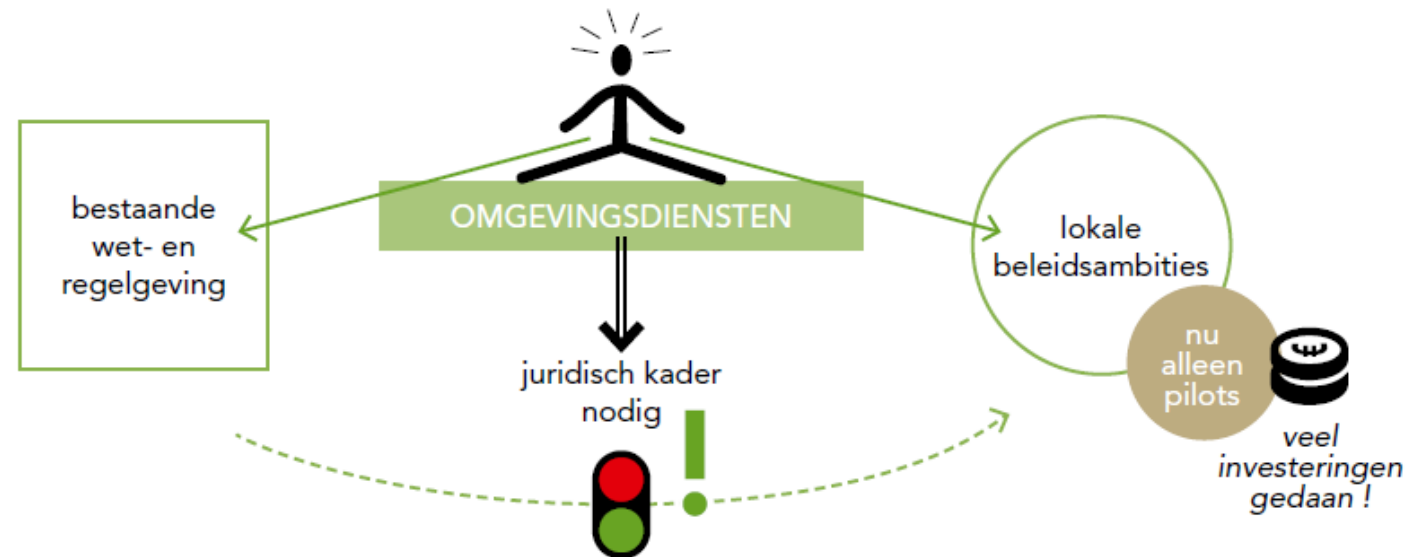 bestaande
wet- en
regelgeving
OMGEVINGSDIENSTEN
juridisch kader
nodig
lokale
beleidsambities
nu
alleen
pilots
veel
investeringen
gedaan !